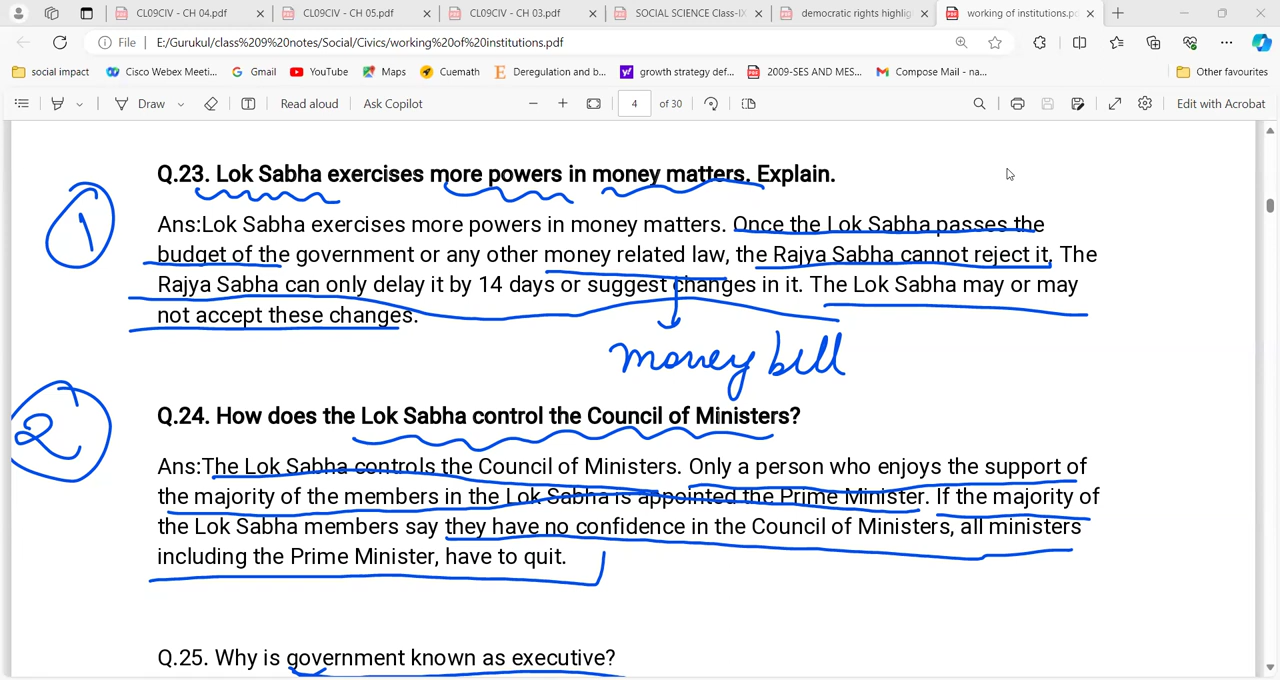 CL09CIV - CH 04.pdf
CL09CIV - CH 05.pdf
CL09CIV - CH 03.pdf
SOCIAL SCIENCE Class-IX
democratic rights highlig
working of institutions.pd
File E:/Gurukul/class%209%20notes/Social/Civics/working%20of%20institutions.pdf
social impact Cisco Webex Meeti... Gmail YouTube Maps Cuemath Deregulation and b... growth strategy def... 2009-SES AND MES... Compose Mail - na... Other favourites
Draw Read aloud Ask Copilot 4 of 30 Edit with Acrobat
Q.23. Lok Sabha exercises more powers in money matters. Explain.
1
Ans:Lok Sabha exercises more powers in money matters. Once the Lok Sabha passes the
budget of the government or any other money related law, the Rajya Sabha cannot reject it. The
Rajya Sabha can only delay it by 14 days or suggest changes in it. The Lok Sabha may or may
not accept these changes.
money bill
2
Q.24. How does the Lok Sabha control the Council of Ministers?
Ans:The Lok Sabha controls the Council of Ministers. Only a person who enjoys the support of
the majority of the members in the Lok Sabha is appointed the Prime Minister. If the majority of
the Lok Sabha members say they have no confidence in the Council of Ministers, all ministers
including the Prime Minister, have to quit.
Q.25. Why is government known as executive?